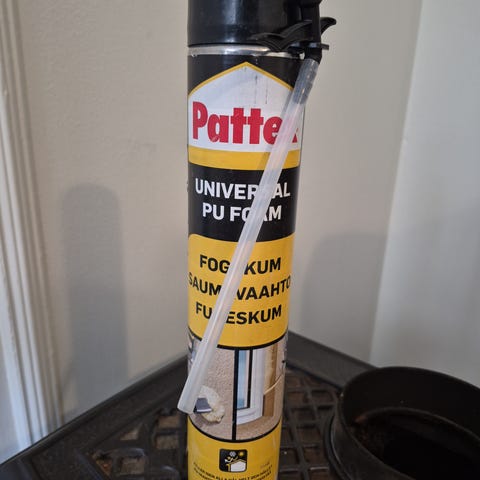 Pattex
UNIVERSAL
PU FOAM
FOGSKUM
SAUMAVAAHTO
FUGESKUM